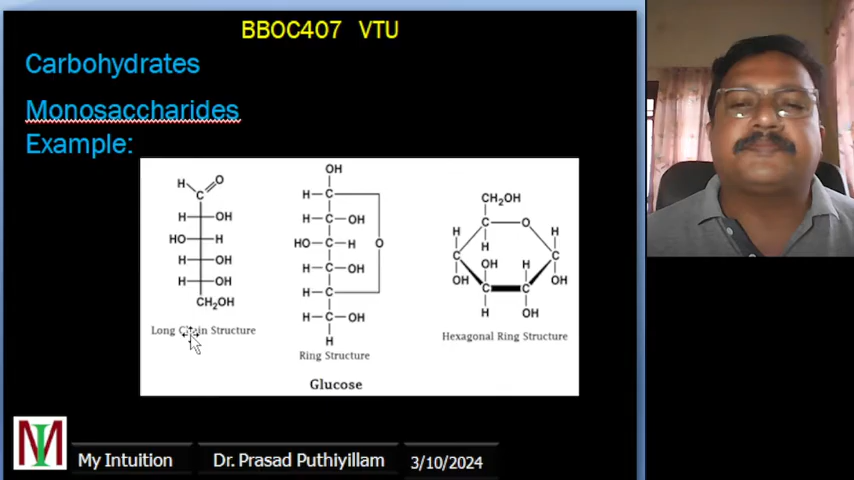 BBOC407 VTU
Carbohydrates
Monosaccharides
Example:
H O
C
H OH
HO H
H OH
H OH
CH2OH
Long Chain Structure
OH
H-C
H-C-OH
HO-C-H O
H-C-OH
H-C
H-C-OH
H
Ring Structure
CH2OH
C O
H H H
C OH H C
OH C C OH
H OH
Hexagonal Ring Structure
Glucose
MI
My Intuition Dr. Prasad Puthiyillam 3/10/2024